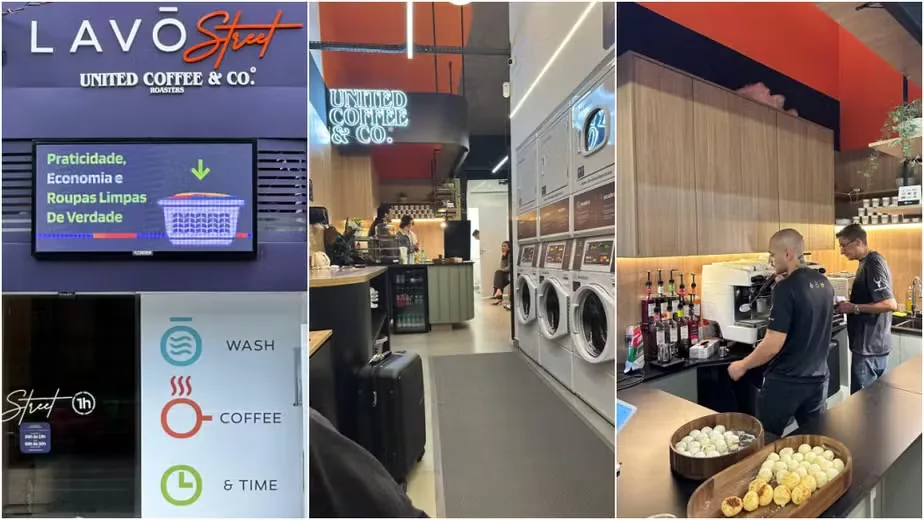 LAVŌ Street
UNITED COFFEE & CO.
ROASTERS
Praticidade,
Economia e
Roupas Limpas
De Verdade
WASH
COFFEE
& TIME
Street 1h
UNITED
COFFEE
& CO.